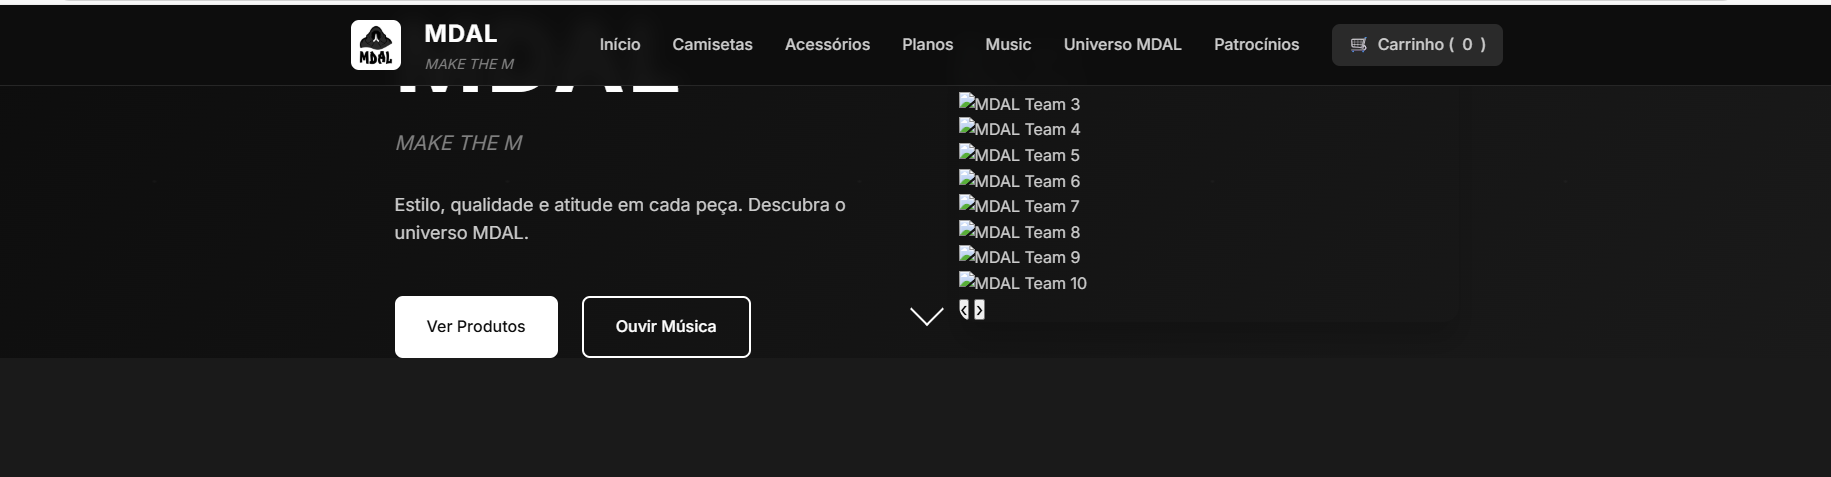 MDAL
MDAL
MAKE THE M
Início
Camisetas
Acessórios
Planos
Music
Universo MDAL
Patrocínios
Carrinho ( 0 )
MDAL
MAKE THE M
Estilo, qualidade e atitude em cada peça. Descubra o
universo MDAL.
Ver Produtos
Ouvir Música
MDAL Team 3
MDAL Team 4
MDAL Team 5
MDAL Team 6
MDAL Team 7
MDAL Team 8
MDAL Team 9
MDAL Team 10
‹ ›